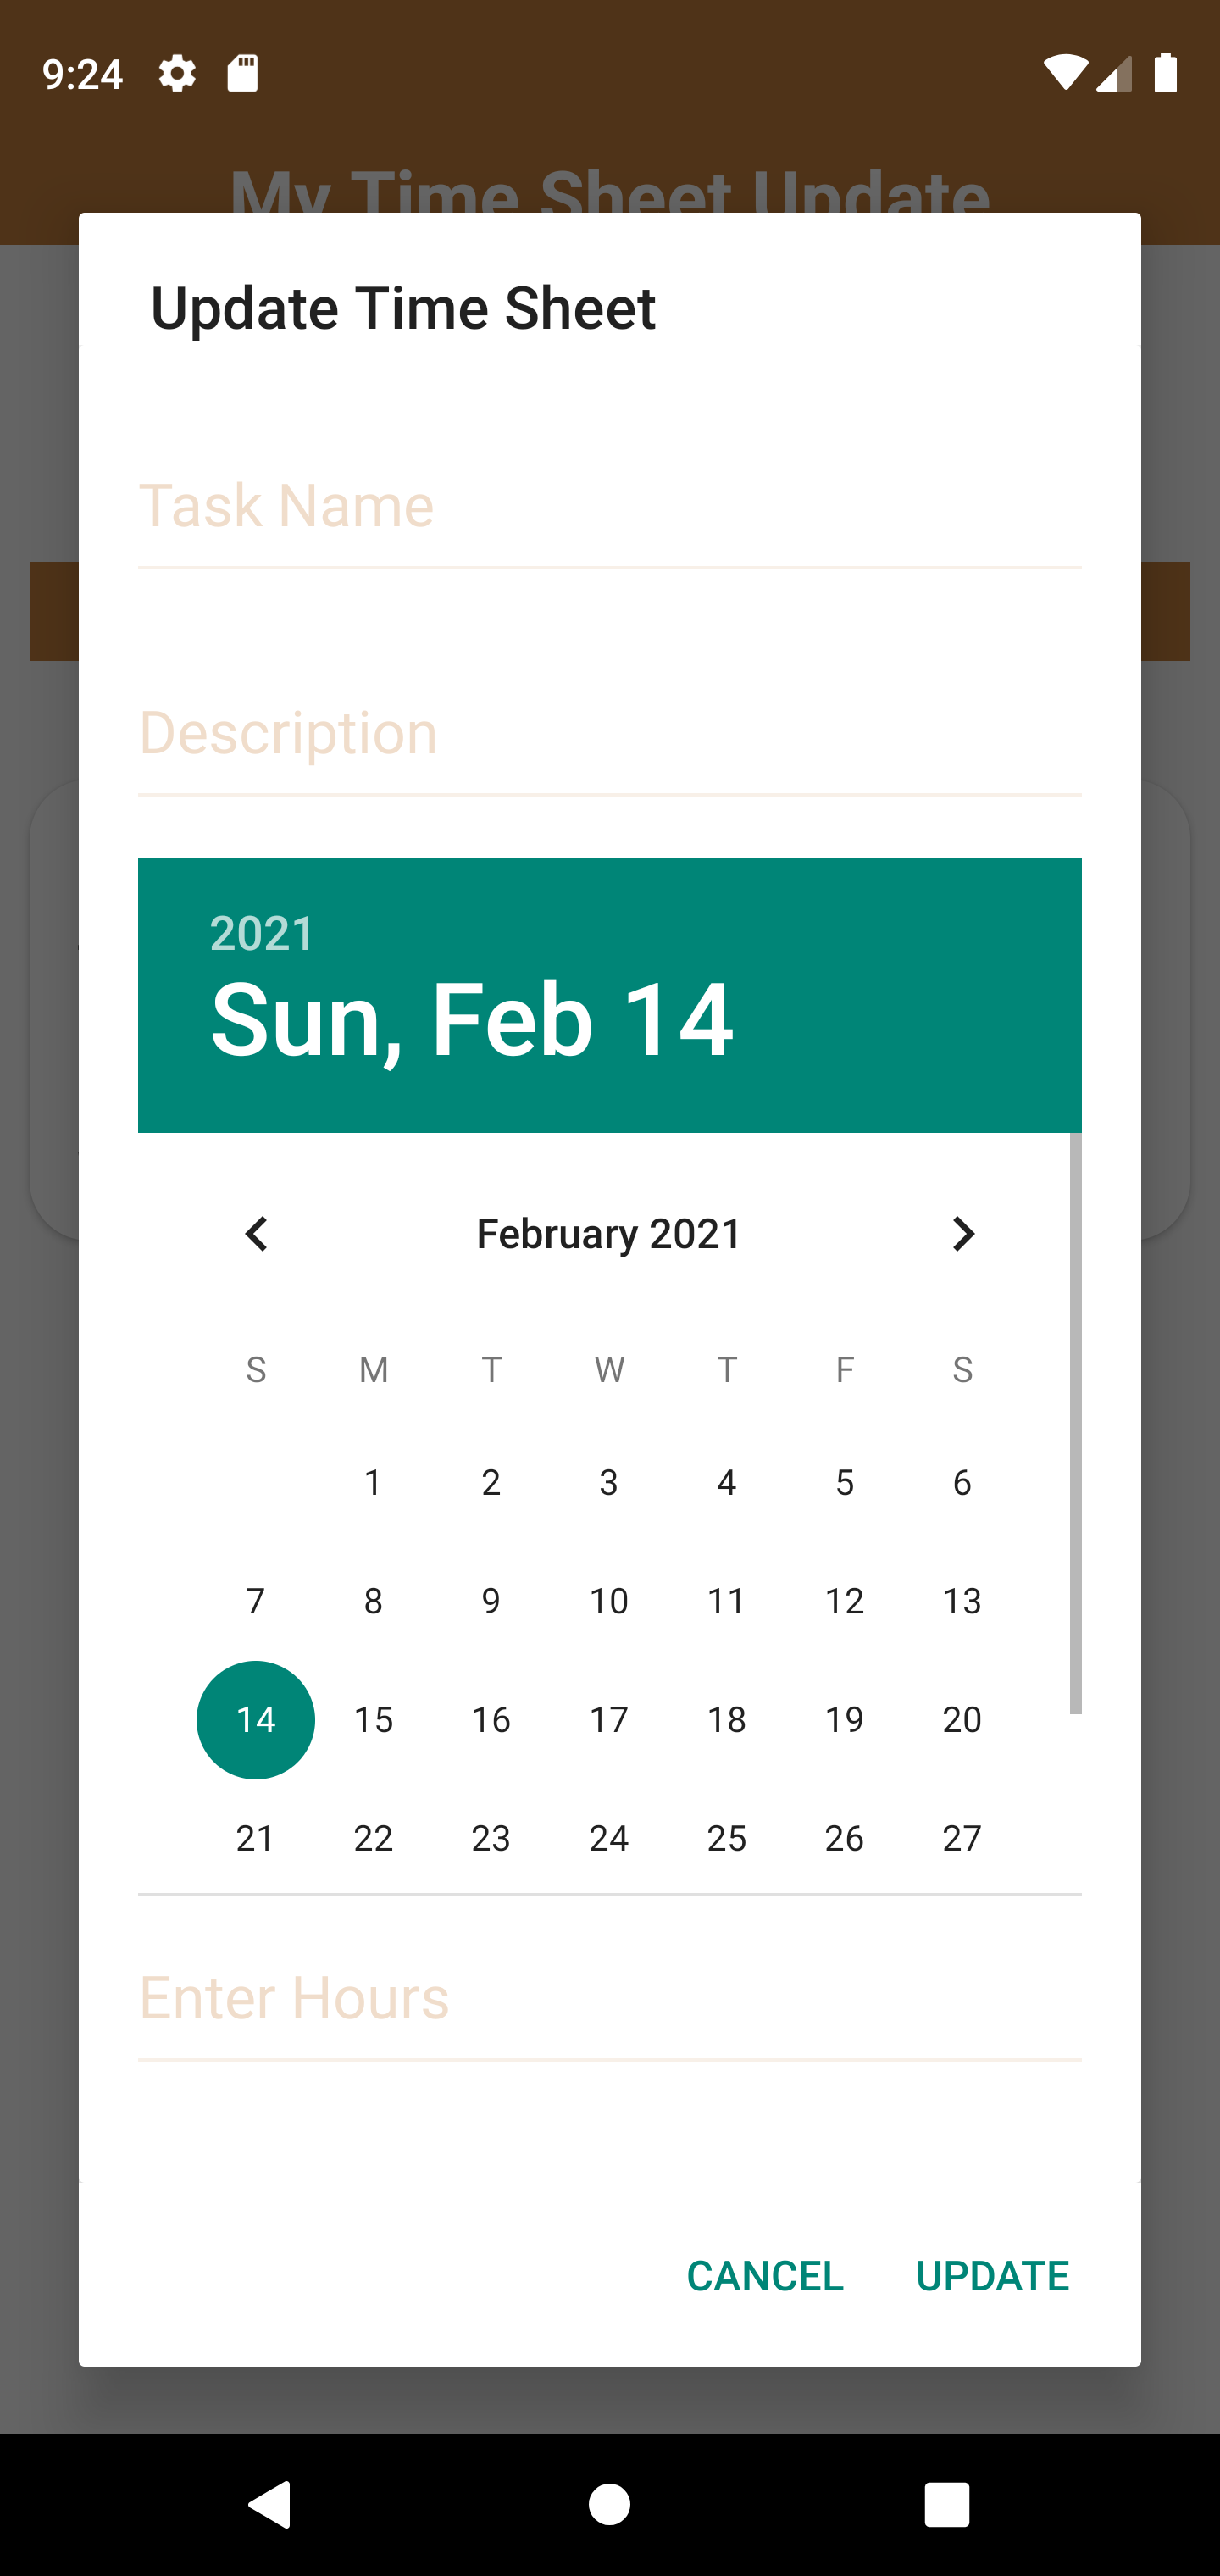 9:24
My Time Sheet Update
Update Time Sheet
Task Name
Description
2021
Sun, Feb 14
February 2021
S M T W T F S
1 2 3 4 5 6
7 8 9 10 11 12 13
14 15 16 17 18 19 20
21 22 23 24 25 26 27
Enter Hours
CANCEL UPDATE